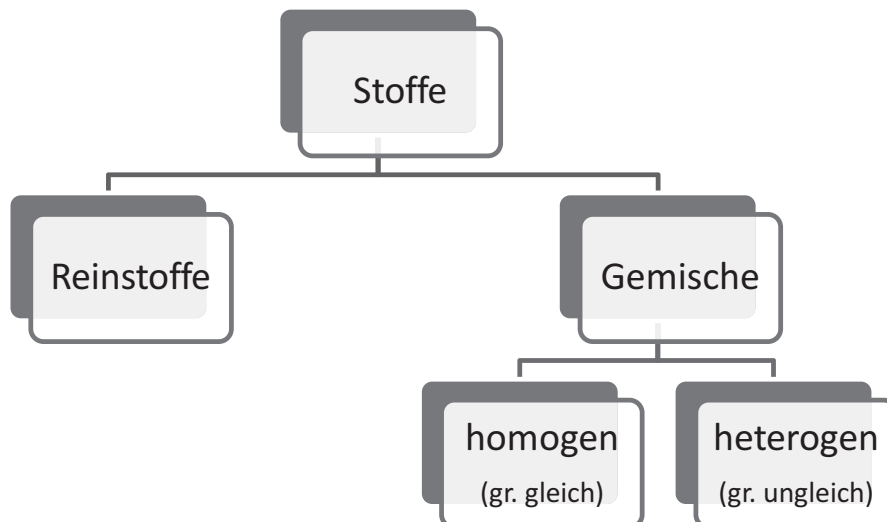 Stoffe
Reinstoffe
Gemische
homogen
(gr. gleich)
heterogen
(gr. ungleich)